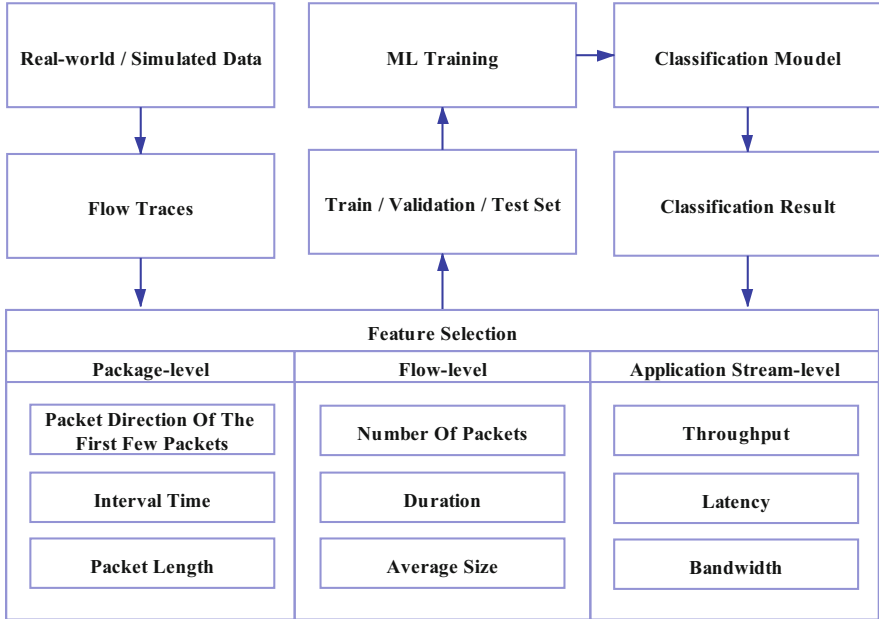 Real-world / Simulated Data
ML Training
Classification Moudel
Flow Traces
Train / Validation / Test Set
Classification Result
Feature Selection
Package-level
Flow-level
Application Stream-level
Packet Direction Of The
First Few Packets
Number Of Packets
Throughput
Interval Time
Duration
Latency
Packet Length
Average Size
Bandwidth